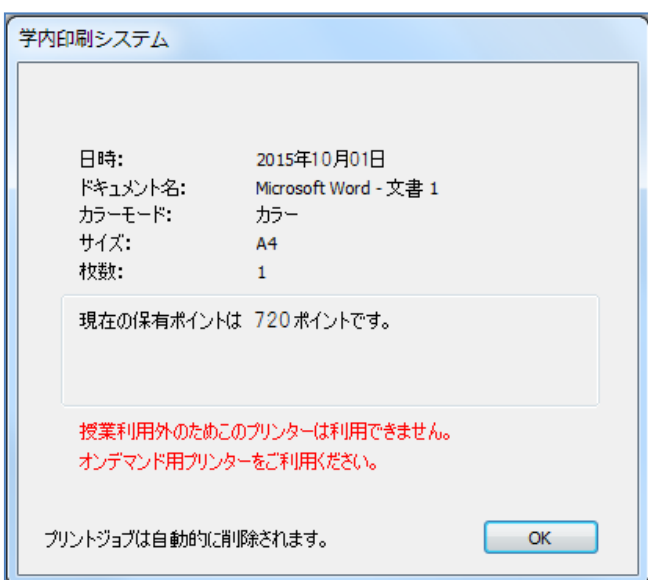 学内印刷システム
日時: 2015年10月01日
ドキュメント名: Microsoft Word - 文書 1
カラーモード: カラー
サイズ: A4
枚数: 1
現在の保有ポイントは 720 ポイントです。
授業利用外のためこのプリンターは利用できません。
オンデマンド用プリンターをご利用ください。
プリントジョブは自動的に削除されます。 OK